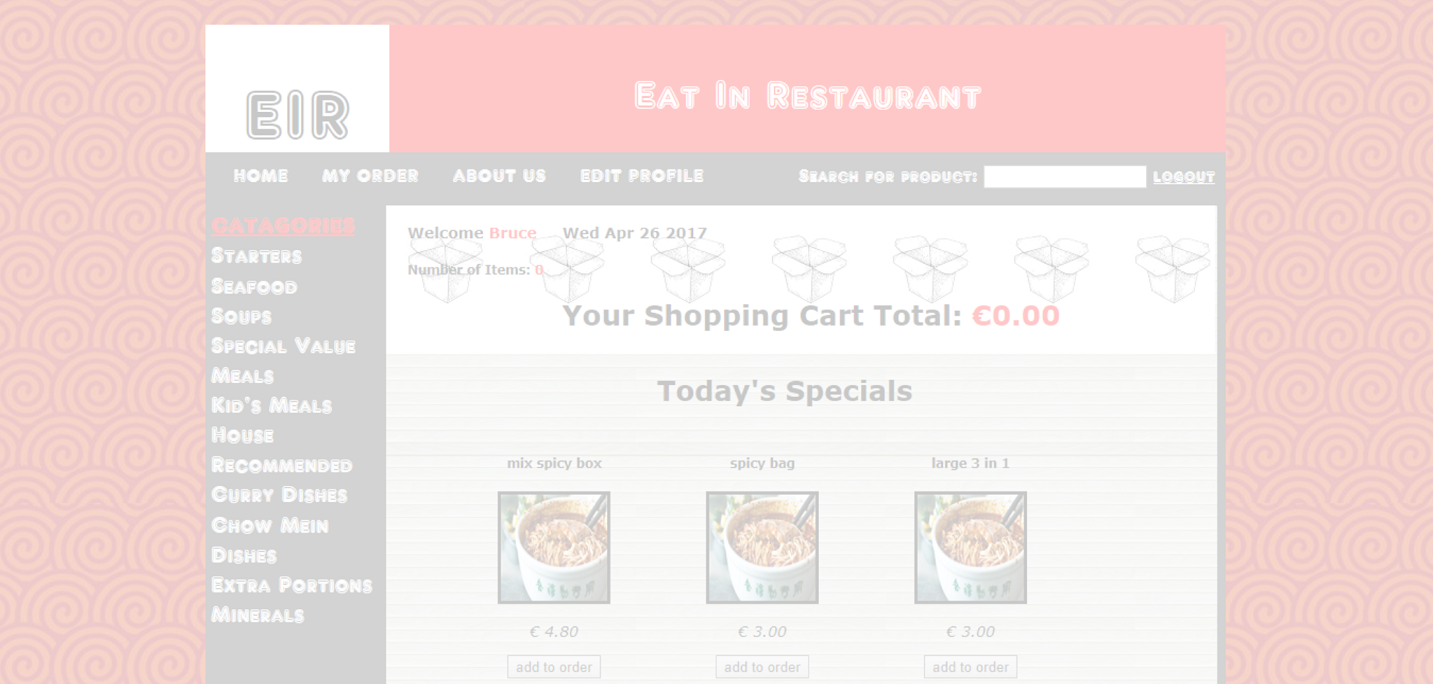 EIR
Eat In Restaurant
HOME MY ORDER ABOUT US EDIT PROFILE Search for product: LOGOUT
CATAGORIES
Starters
Seafood
Soups
Special Value
Meals
Kid's Meals
House
Recommended
Curry Dishes
Chow Mein
Dishes
Extra Portions
Minerals
Welcome Bruce Wed Apr 26 2017
Number of Items: 0
Your Shopping Cart Total: €0.00
Today's Specials
mix spicy box spicy bag large 3 in 1
€ 4.80 € 3.00 € 3.00
add to order add to order add to order